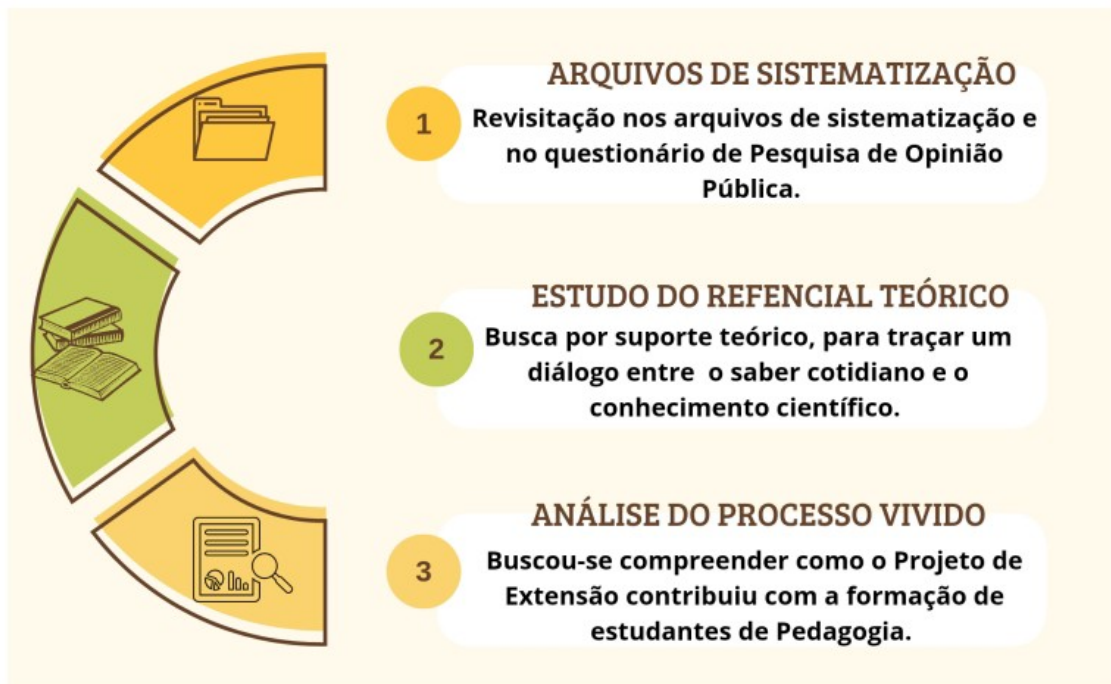 1
ARQUIVOS DE SISTEMATIZAÇÃO
Revisitação nos arquivos de sistematização e
no questionário de Pesquisa de Opinião
Pública.
2
ESTUDO DO REFENCIAL TEÓRICO
Busca por suporte teórico, para traçar um
diálogo entre o saber cotidiano e o
conhecimento científico.
3
ANÁLISE DO PROCESSO VIVIDO
Buscou-se compreender como o Projeto de
Extensão contribuiu com a formação de
estudantes de Pedagogia.